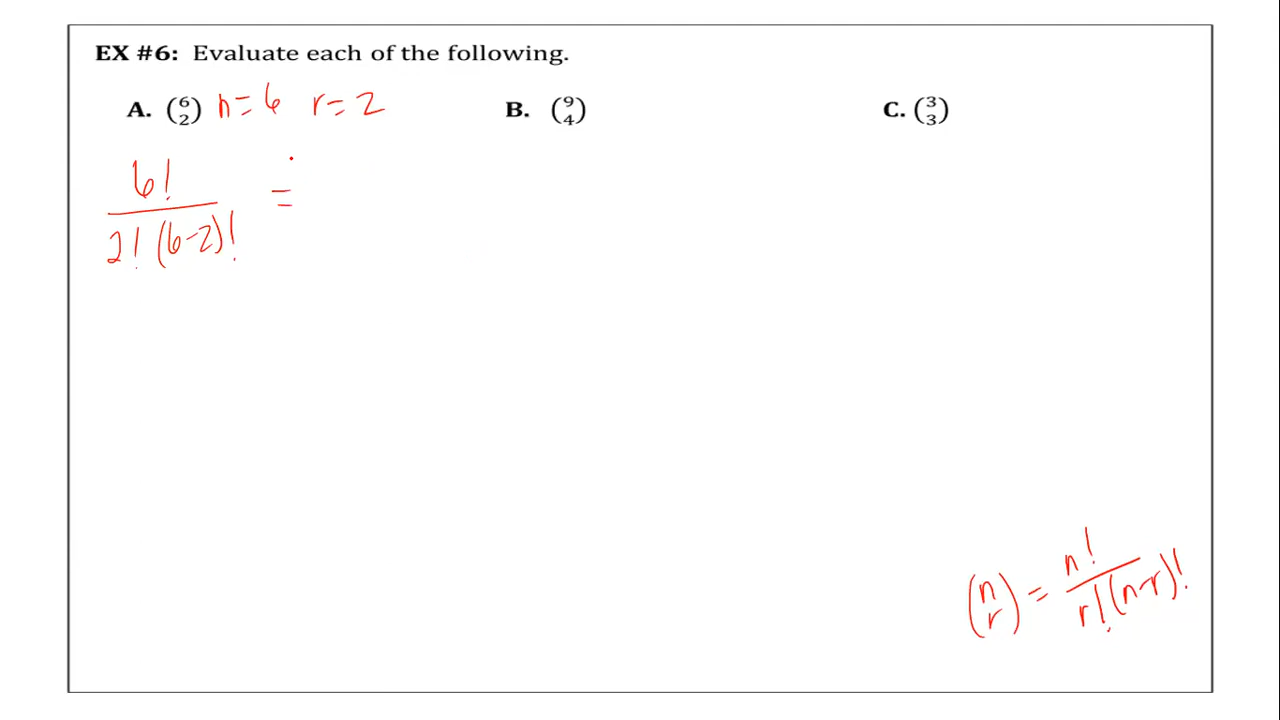 EX #6: Evaluate each of the following.
A. (6 2) n=6 r=2 B. (9 4) C. (3 3)
6!
2!(6-2)! =
(n r) = n! / r!(n-r)!